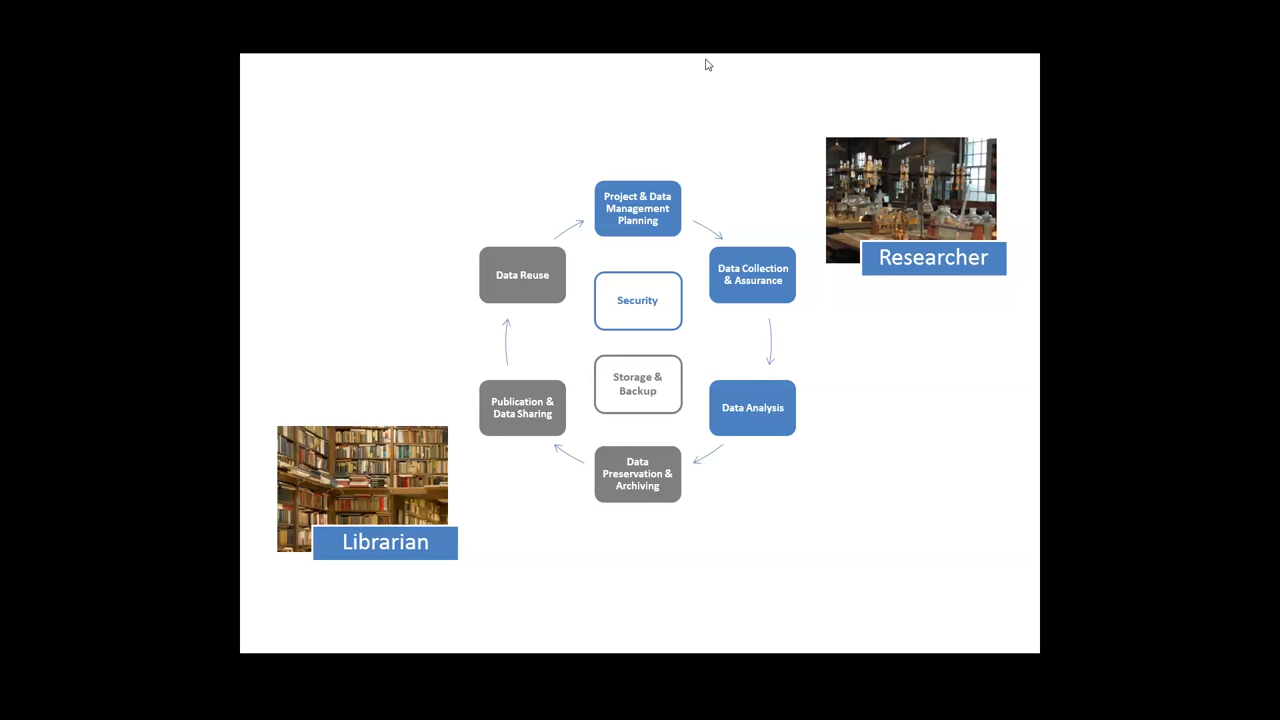 Project & Data
Management
Planning
Data Collection
& Assurance
Data Analysis
Data
Preservation &
Archiving
Publication &
Data Sharing
Data Reuse
Security
Storage &
Backup
Researcher
Librarian